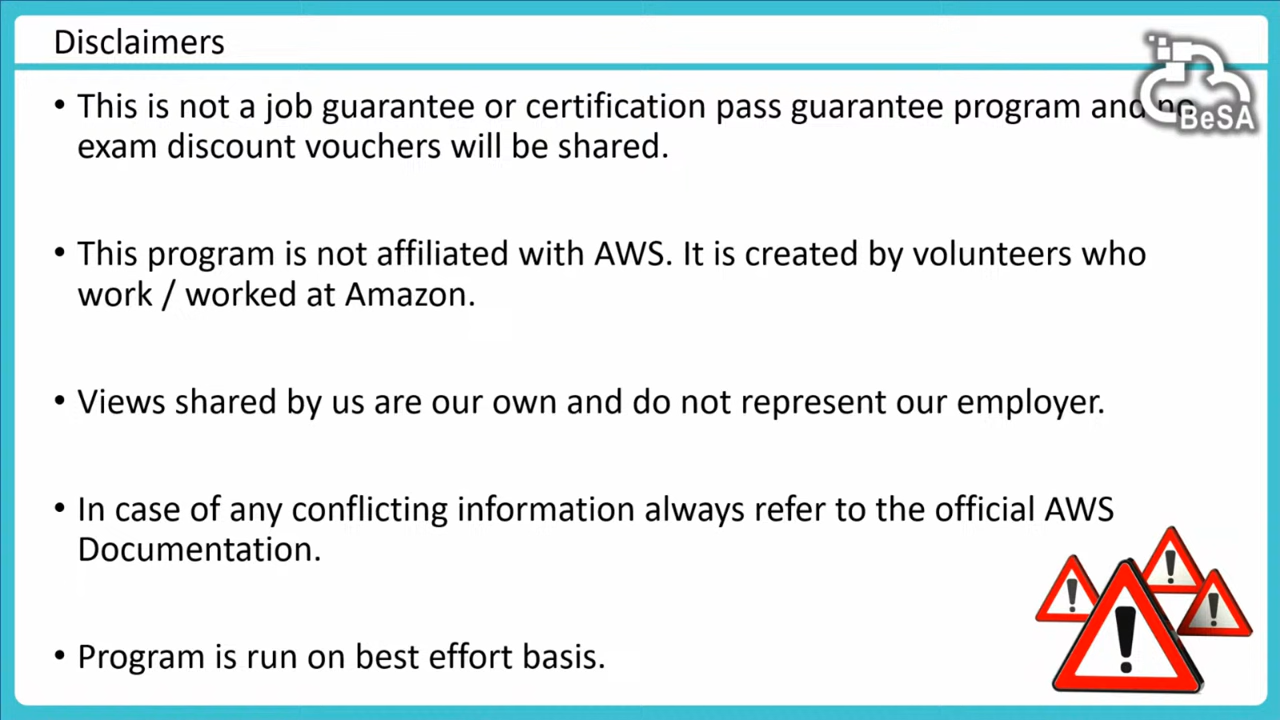 Disclaimers
BeSA
• This is not a job guarantee or certification pass guarantee program and no
exam discount vouchers will be shared.
• This program is not affiliated with AWS. It is created by volunteers who
work / worked at Amazon.
• Views shared by us are our own and do not represent our employer.
• In case of any conflicting information always refer to the official AWS
Documentation.
• Program is run on best effort basis.